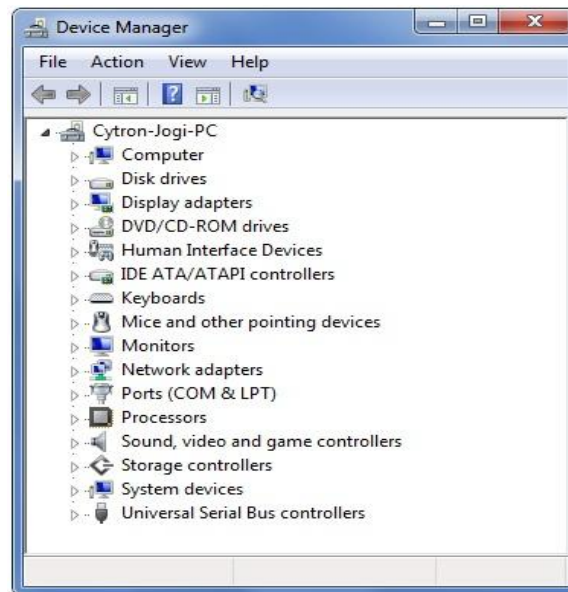 Device Manager
File Action View Help
Cytron-Jogi-PC
Computer
Disk drives
Display adapters
DVD/CD-ROM drives
Human Interface Devices
IDE ATA/ATAPI controllers
Keyboards
Mice and other pointing devices
Monitors
Network adapters
Ports (COM & LPT)
Processors
Sound, video and game controllers
Storage controllers
System devices
Universal Serial Bus controllers